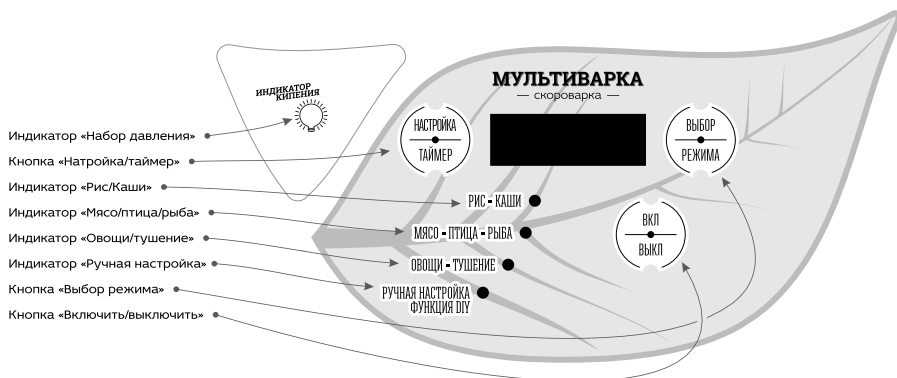 МУЛЬТИВАРКА
— скороварка —
ИНДИКАТОР
КИПЕНИЯ
НАСТРОЙКА
ТАЙМЕР
ВЫБОР
РЕЖИМА
РИС - КАШИ
МЯСО - ПТИЦА - РЫБА
ОВОЩИ - ТУШЕНИЕ
РУЧНАЯ НАСТРОЙКА
ФУНКЦИЯ DIY
ВКЛ
ВЫКЛ
Индикатор «Набор давления»
Кнопка «Натройка/таймер»
Индикатор «Рис/Каши»
Индикатор «Мясо/птица/рыба»
Индикатор «Овощи/тушение»
Индикатор «Ручная настройка»
Кнопка «Выбор режима»
Кнопка «Включить/выключить»